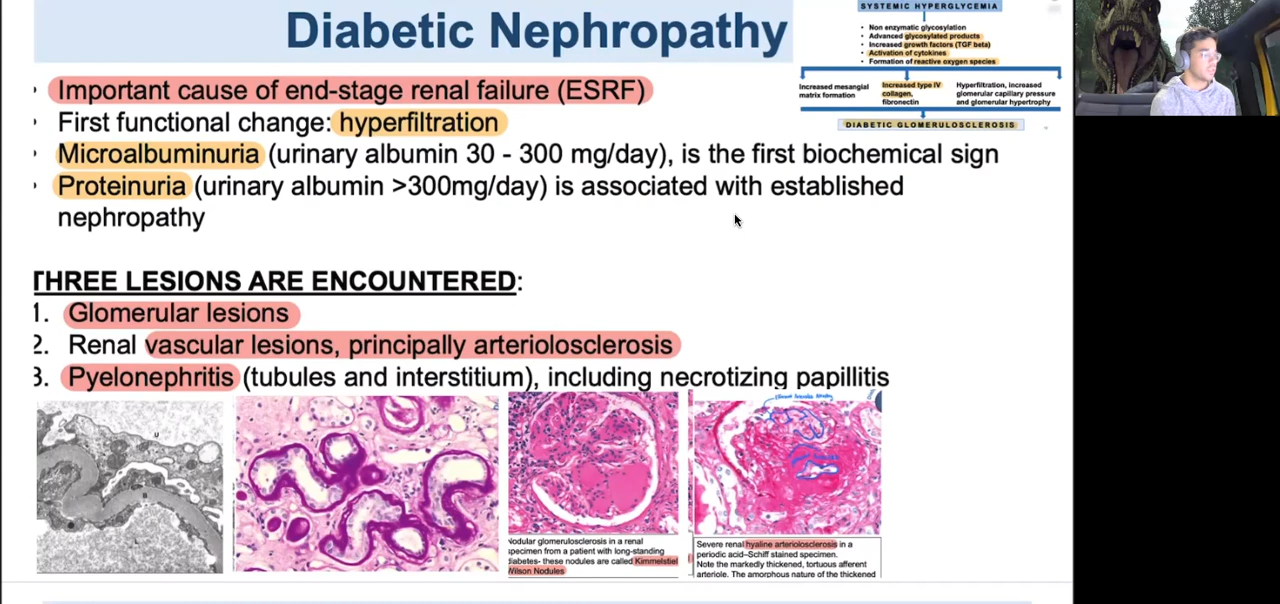 Diabetic Nephropathy
SYSTEMIC HYPERGLYCEMIA
• Non enzymatic glycosylation
• Advanced glycosylated products
• Increased growth factors (TGF beta)
• Activation of cytokines
• Formation of reactive oxygen species
Increased mesangial
matrix formation
Increased type IV
collagen,
fibronectin
Hyperfiltration, increased
glomerular capillary pressure
and glomerular hypertrophy
DIABETIC GLOMERULOSCLEROSIS
Important cause of end-stage renal failure (ESRF)
First functional change: hyperfiltration
Microalbuminuria (urinary albumin 30 - 300 mg/day), is the first biochemical sign
Proteinuria (urinary albumin >300mg/day) is associated with established
nephropathy
THREE LESIONS ARE ENCOUNTERED:
1. Glomerular lesions
2. Renal vascular lesions, principally arteriolosclerosis
3. Pyelonephritis (tubules and interstitium), including necrotizing papillitis
U
B
L
Nodular glomerulosclerosis in a renal
specimen from a patient with long-standing
diabetes- these nodules are called Kimmelstiel
Wilson Nodules
Severe renal hyaline arteriolosclerosis in a
periodic acid–Schiff stained specimen.
Note the markedly thickened, tortuous afferent
arteriole. The amorphous nature of the thickened